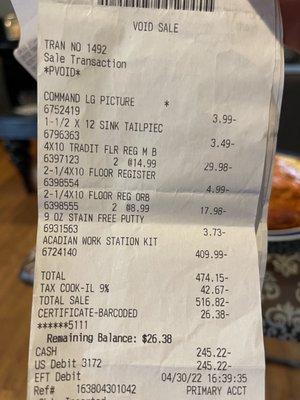 VOID SALE
TRAN NO 1492
Sale Transaction
*PVOID*
COMMAND LG PICTURE *
6752419 3.99-
1-1/2 X 12 SINK TAILPIEC
6796363 3.49-
4X10 TRADIT FLR REG M B
6397123 2 @14.99 29.98-
2-1/4X10 FLOOR REGISTER
6398554 4.99-
2-1/4X10 FLOOR REG ORB
6398555 2 @8.99 17.98-
9 OZ STAIN FREE PUTTY
6931563 3.73-
ACADIAN WORK STATION KIT
6724140 409.99-
TOTAL 474.15-
TAX COOK-IL 9% 42.67-
TOTAL SALE 516.82-
CERTIFICATE-BARCODED 26.38-
******5111
Remaining Balance: $26.38
CASH 245.22-
US Debit 3172 245.22-
EFT Debit 04/30/22 16:39:35
Ref# 163804301042 PRIMARY ACCT
Chip Inserted